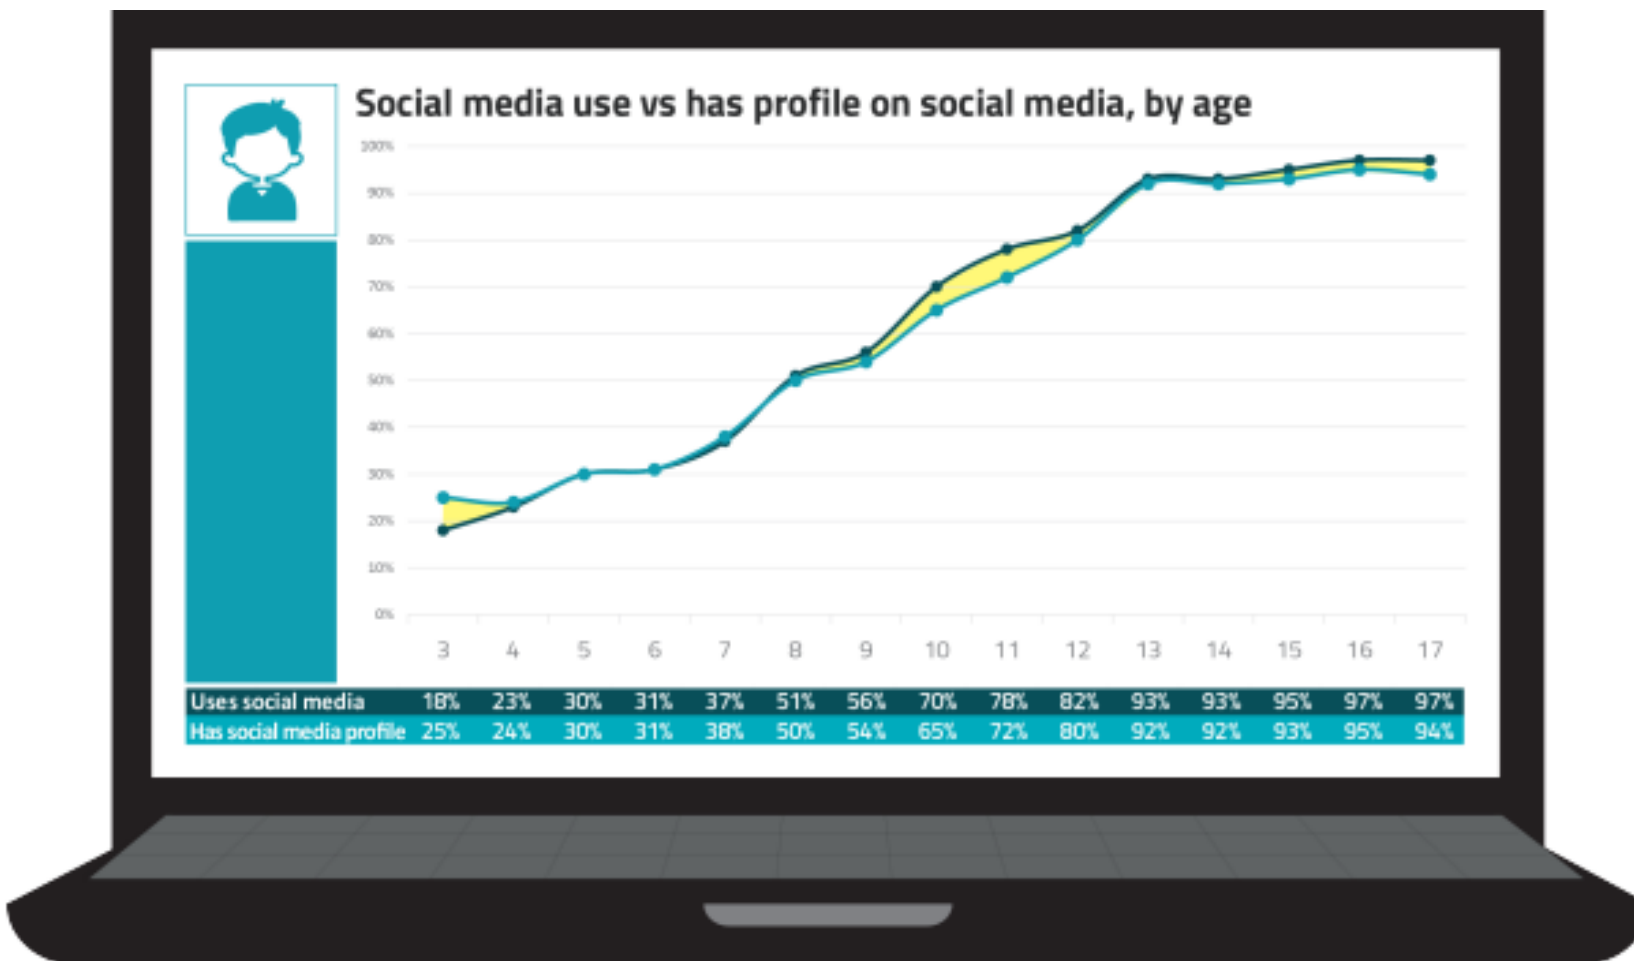 Social media use vs has profile on social media, by age
100%
90%
80%
70%
60%
50%
40%
30%
20%
10%
0%
3 4 5 6 7 8 9 10 11 12 13 14 15 16 17
Uses social media 18% 23% 30% 31% 37% 51% 56% 70% 78% 82% 93% 93% 95% 97% 97%
Has social media profile 25% 24% 30% 31% 38% 50% 54% 65% 72% 80% 92% 92% 93% 95% 94%